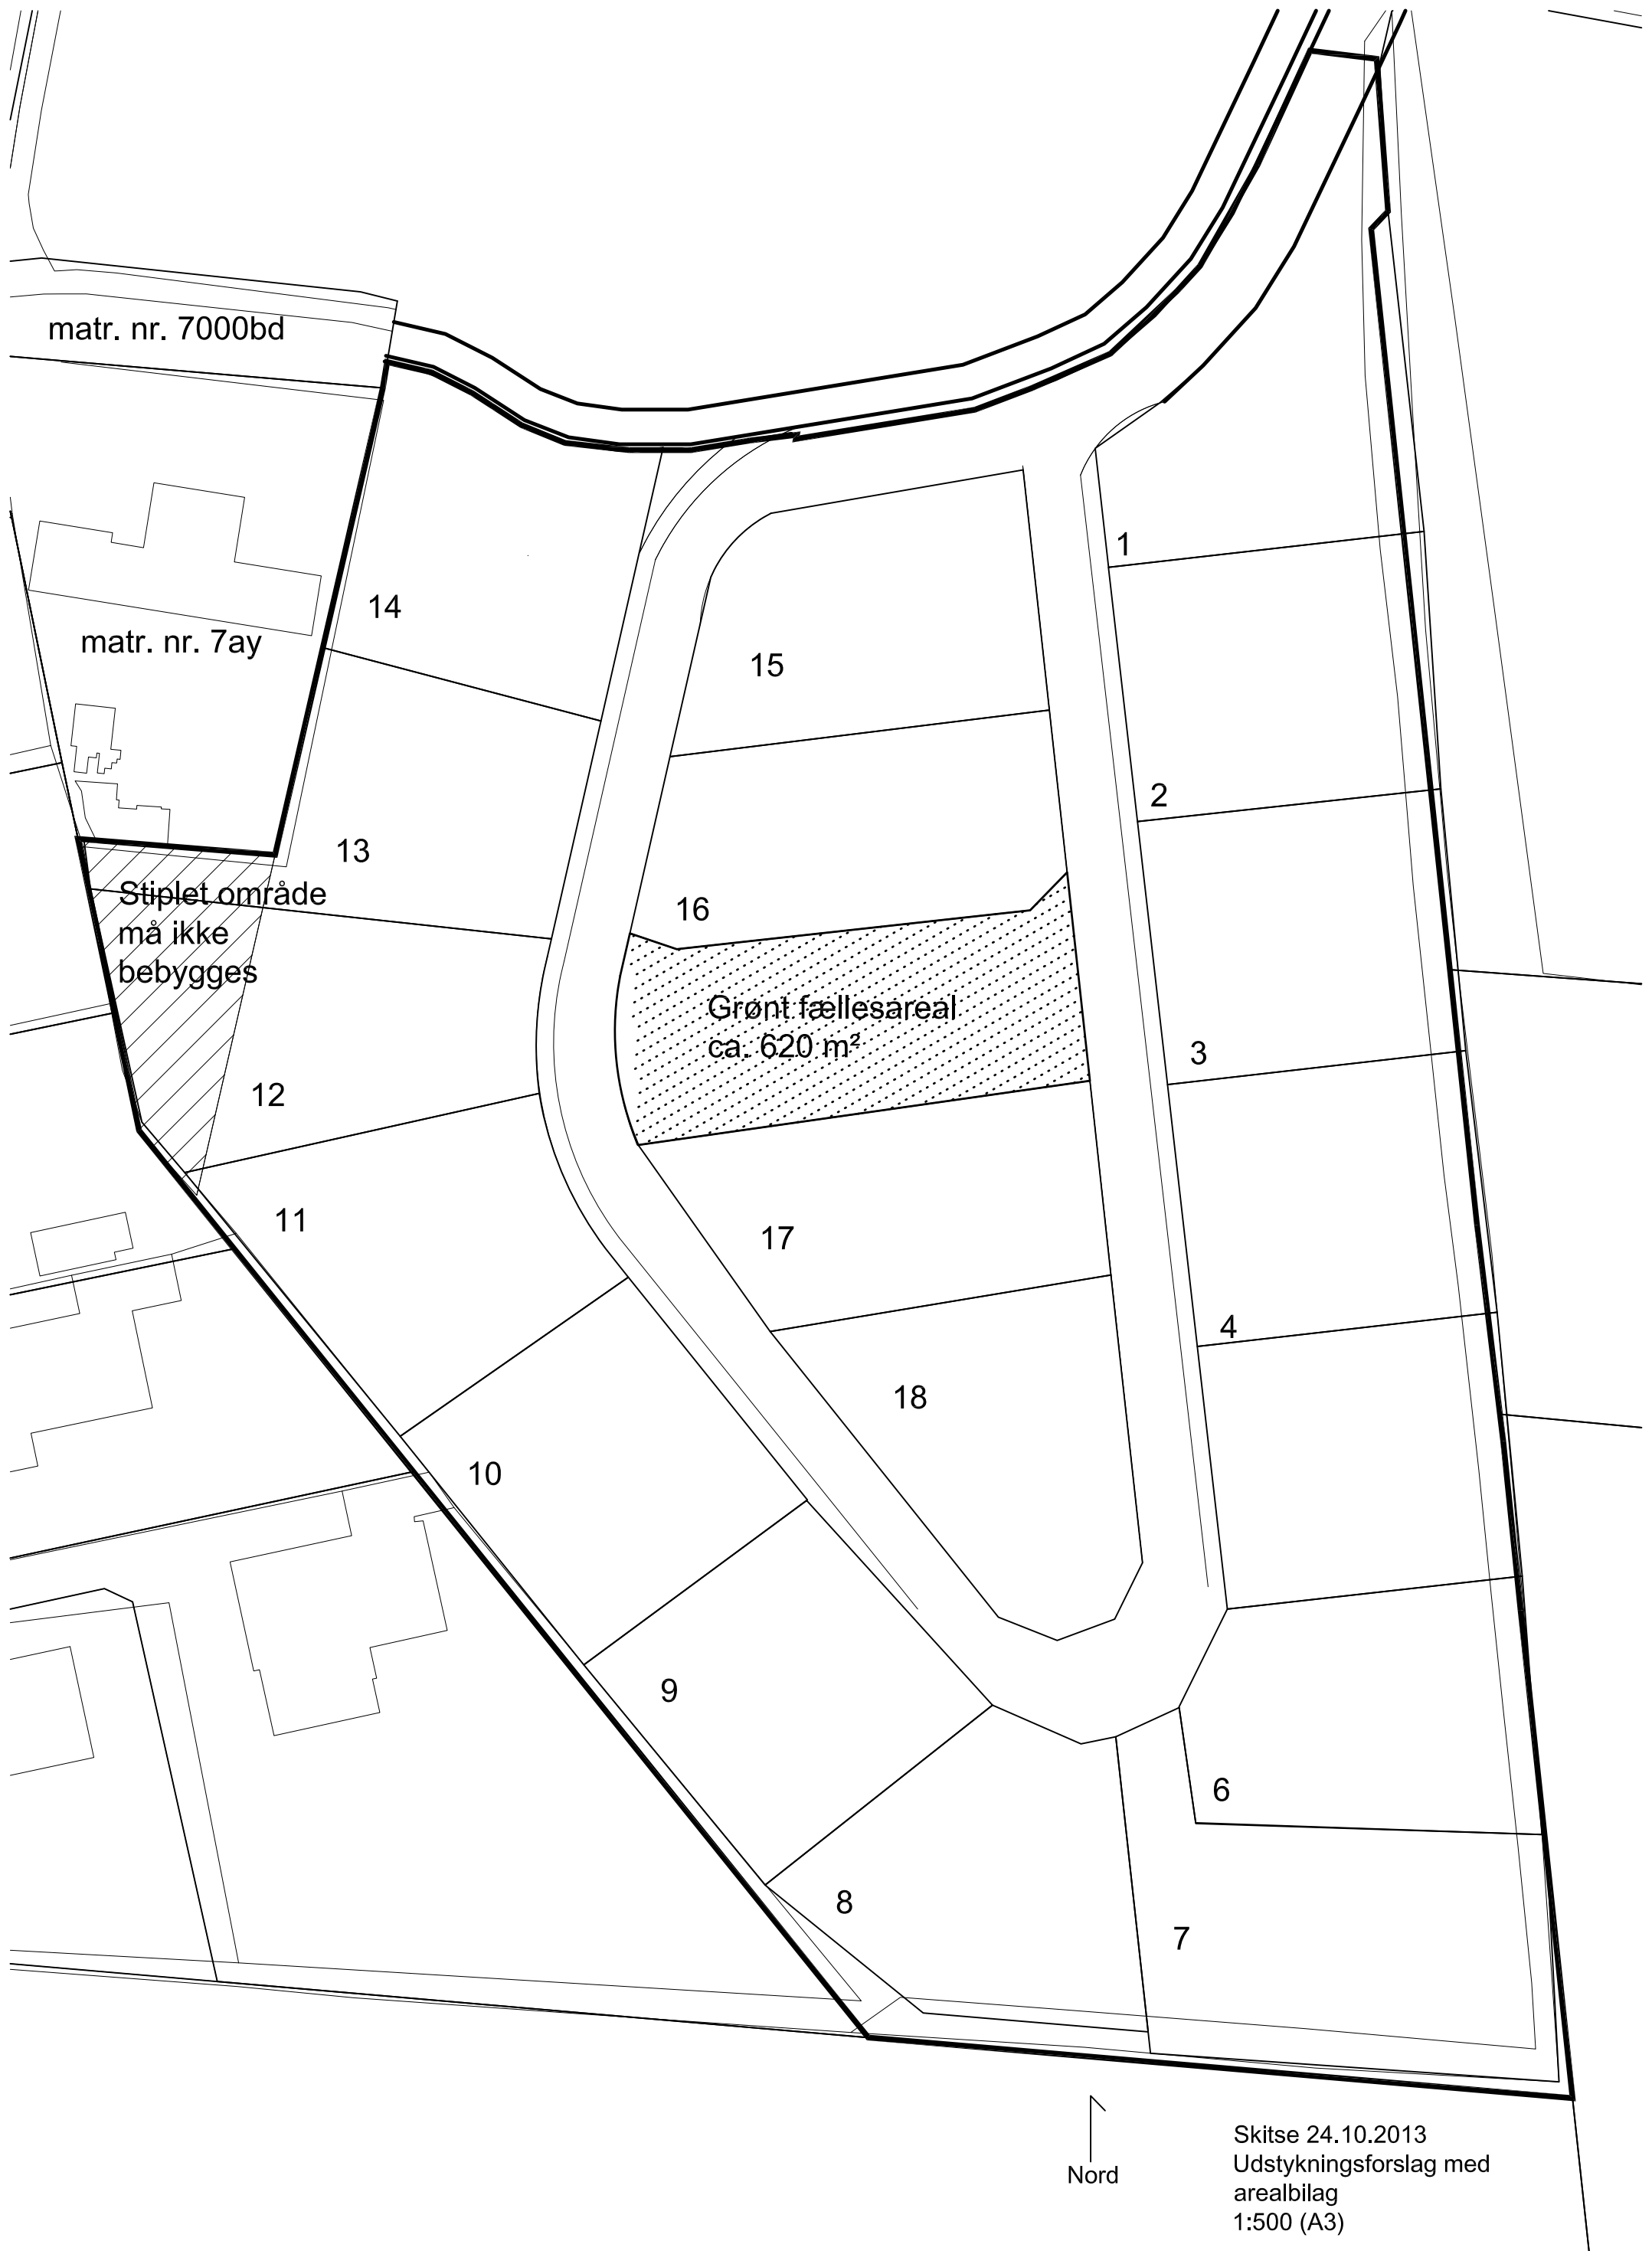 matr. nr. 7000bd
1
14
matr. nr. 7ay
15
2
13
Stiplet område
må ikke
bebygges
16
Grønt fællesareal
ca. 620 m²
3
12
11
17
4
18
10
9
6
8
7
Nord
Skitse 24.10.2013
Udstykningsforslag med
arealbilag
1:500 (A3)